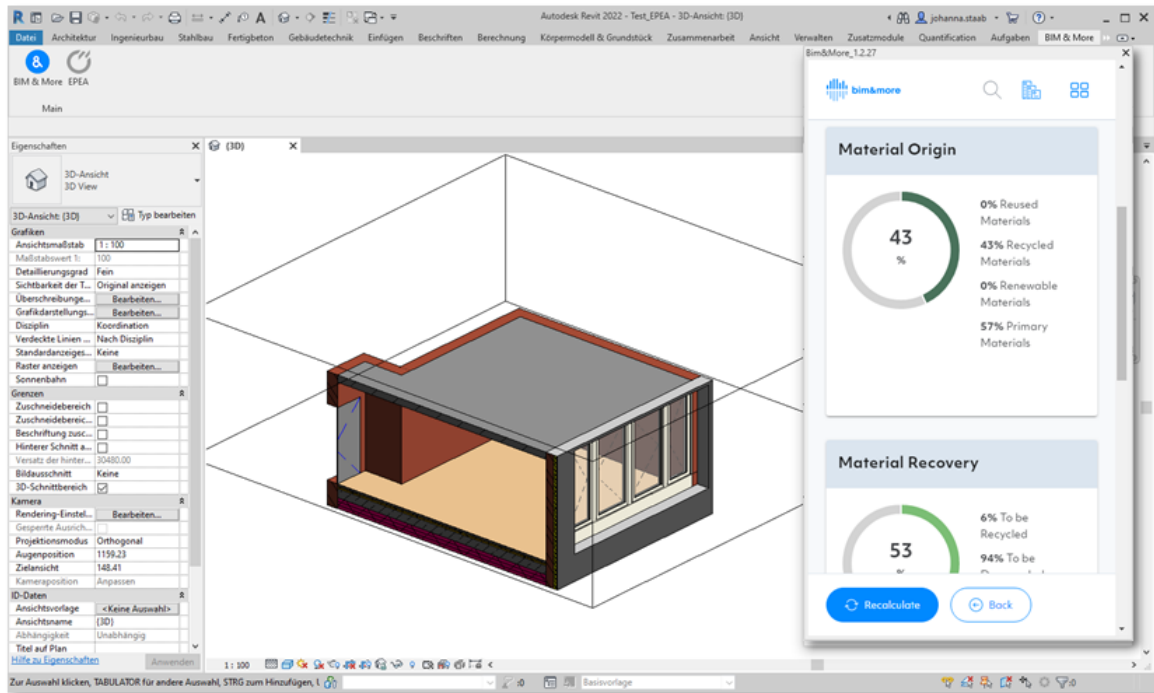 Autodesk Revit 2022 - Test_EPEA - 3D-Ansicht: {3D}
johanna.staab
Datei Architektur Ingenieurbau Stahlbau Fertigbeton Gebäudetechnik Einfügen Beschriften Berechnung Körpermodell & Grundstück Zusammenarbeit Ansicht Verwalten Zusatzmodule Quantification Aufgaben BIM & More
BIM & More EPEA
Main
Eigenschaften
3D-Ansicht
3D View
3D-Ansicht: {3D} Typ bearbeiten
Grafiken
Ansichtsmaßstab 1 : 100
Maßstabswert 1: 100
Detaillierungsgrad Fein
Sichtbarkeit der T... Original anzeigen
Überschreibunge... Bearbeiten...
Grafikdarstellungs... Bearbeiten...
Disziplin Koordination
Verdeckte Linien ... Nach Disziplin
Standardanzeiges... Keine
Raster anzeigen Bearbeiten...
Sonnenbahn
Grenzen
Zuschneidebereich
Zuschneidebereic...
Beschriftung zusc...
Hinterer Schnitt a...
Versatz der hinter... 30480.00
Bildausschnitt Keine
3D-Schnittbereich
Kamera
Rendering-Einstel... Bearbeiten...
Gesperrte Ausrich...
Projektionsmodus Orthogonal
Augenposition 1159.23
Zielansicht 148.41
Kameraposition Anpassen
ID-Daten
Ansichtsvorlage <Keine Auswahl>
Ansichtsname {3D}
Abhängigkeit Unabhängig
Titel auf Plan
Hilfe zu Eigenschaften Anwenden
{3D}
1 : 100
Zur Auswahl klicken, TABULATOR für andere Auswahl, STRG zum Hinzufügen, l
:0
Basisvorlage
:0
Bim&More_1.2.27
bim&more
Material Origin
43
%
0% Reused
Materials
43% Recycled
Materials
0% Renewable
Materials
57% Primary
Materials
Material Recovery
53
6% To be
Recycled
94% To be
Recalculate
Back